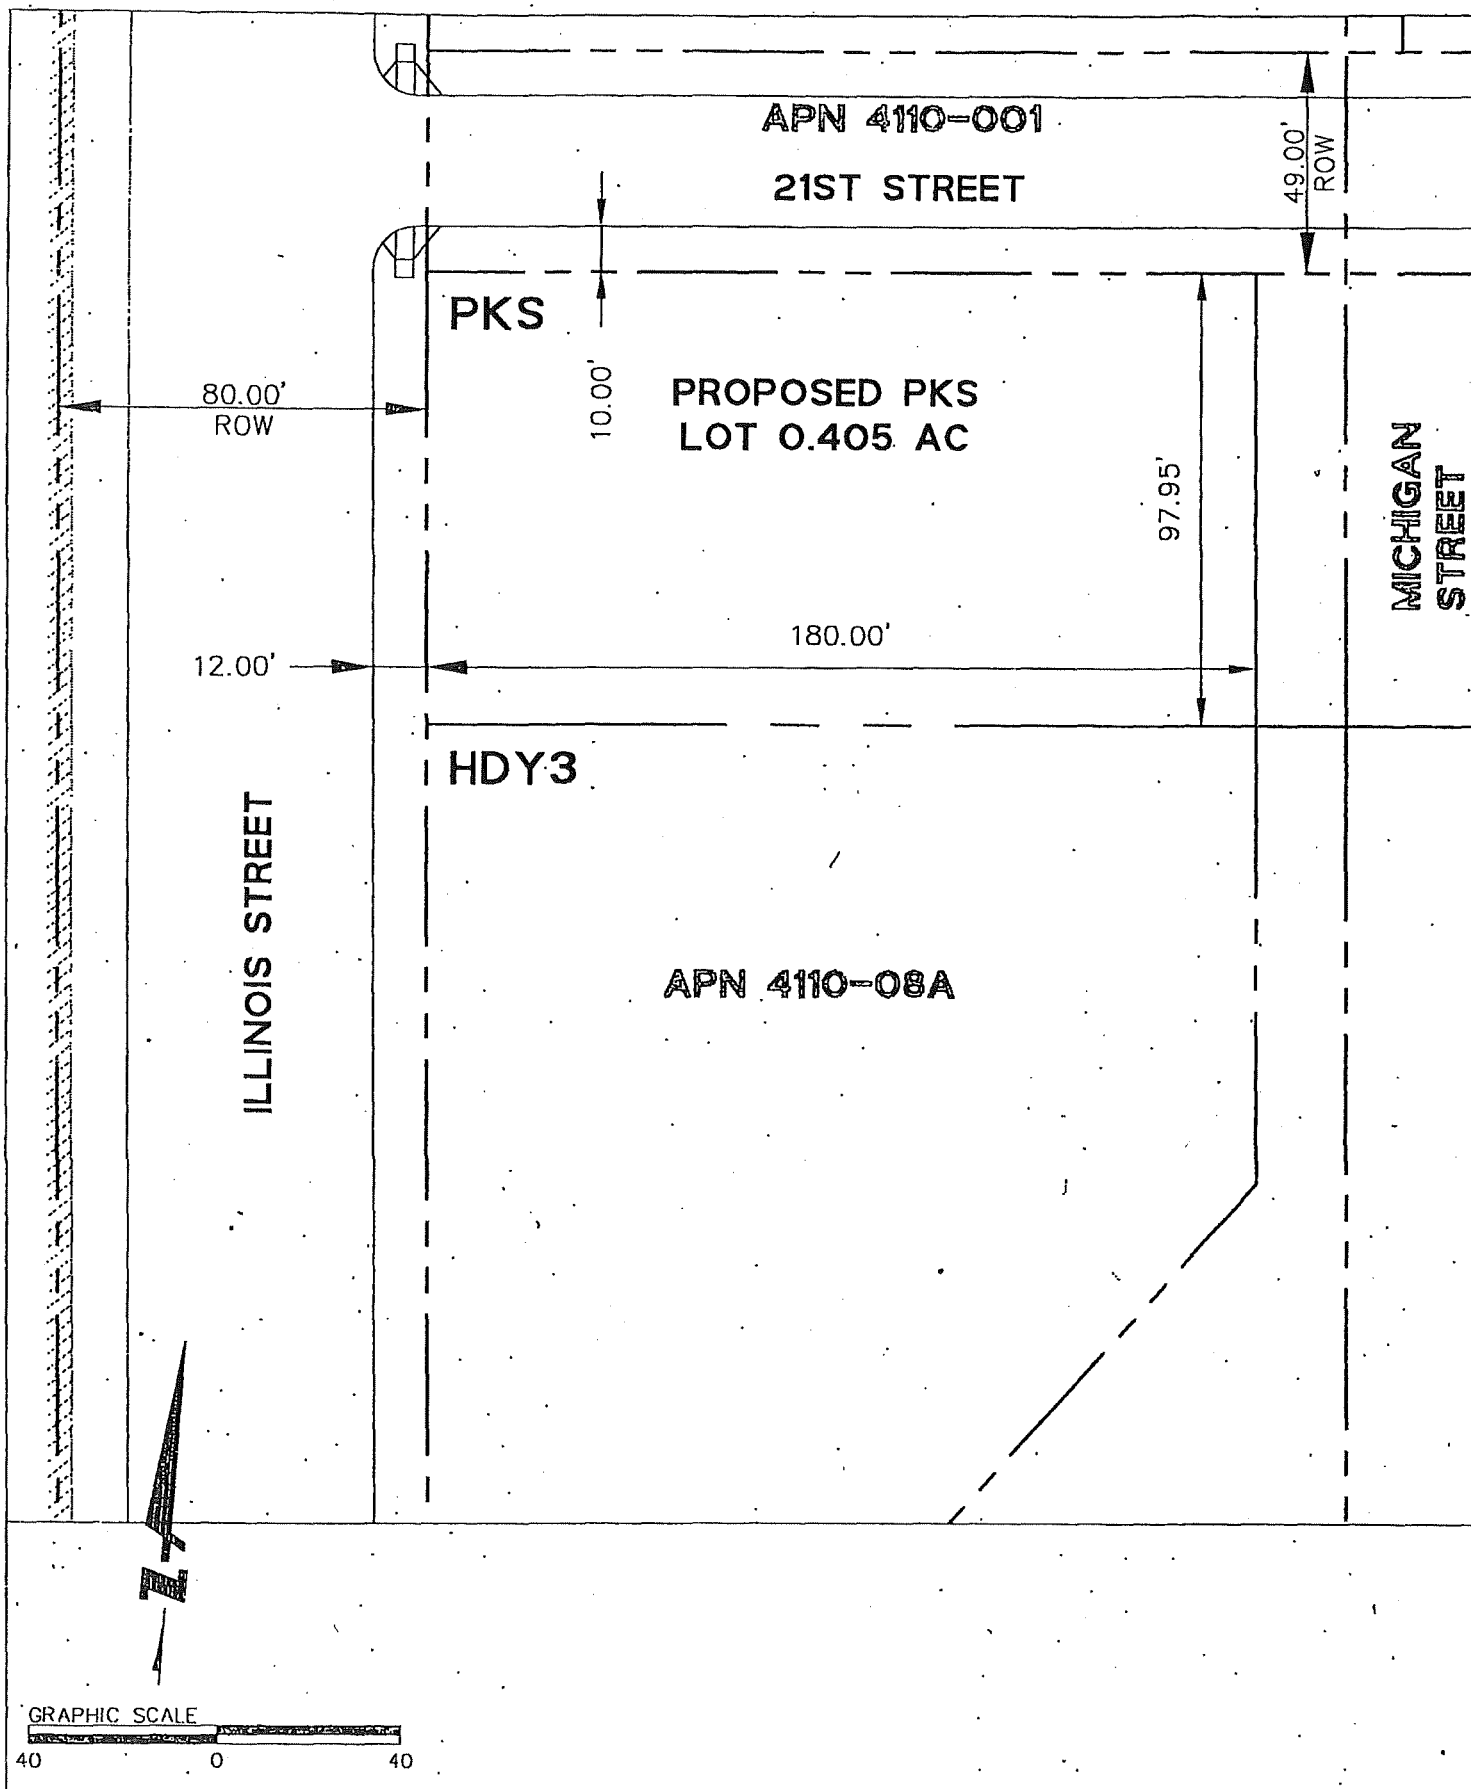 APN 4110-001
21ST STREET
49.00'
ROW
PKS
10.00'
80.00'
ROW
PROPOSED PKS
LOT 0.405 AC
97.95'
MICHIGAN
STREET
180.00'
12.00'
HDY3
ILLINOIS STREET
APN 4110-08A
N
GRAPHIC SCALE
40 0 40